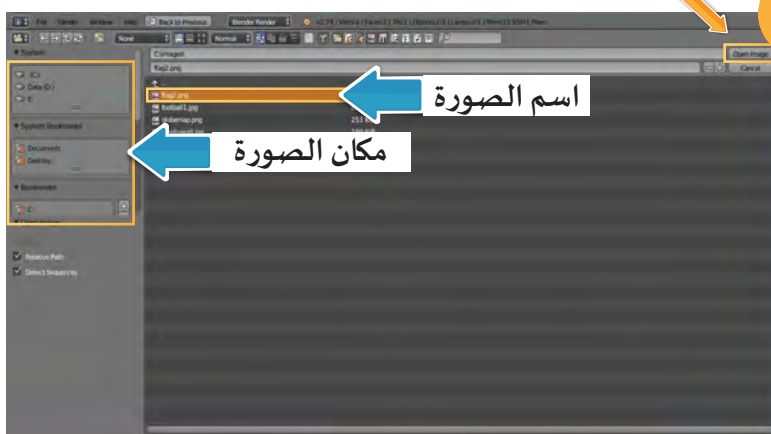 File Render Window Help Back to Previous Blender Render
None Normal
System
C:\images\
Open Image
flag2.png
Cancel
(C:)
Data (D:)
E:
flag2.png
football1.jpg
globemap.png
اسم الصورة
System Bookmarks
Documents
Desktop
مكان الصورة
Bookmarks
Relative Path
Detect Sequences